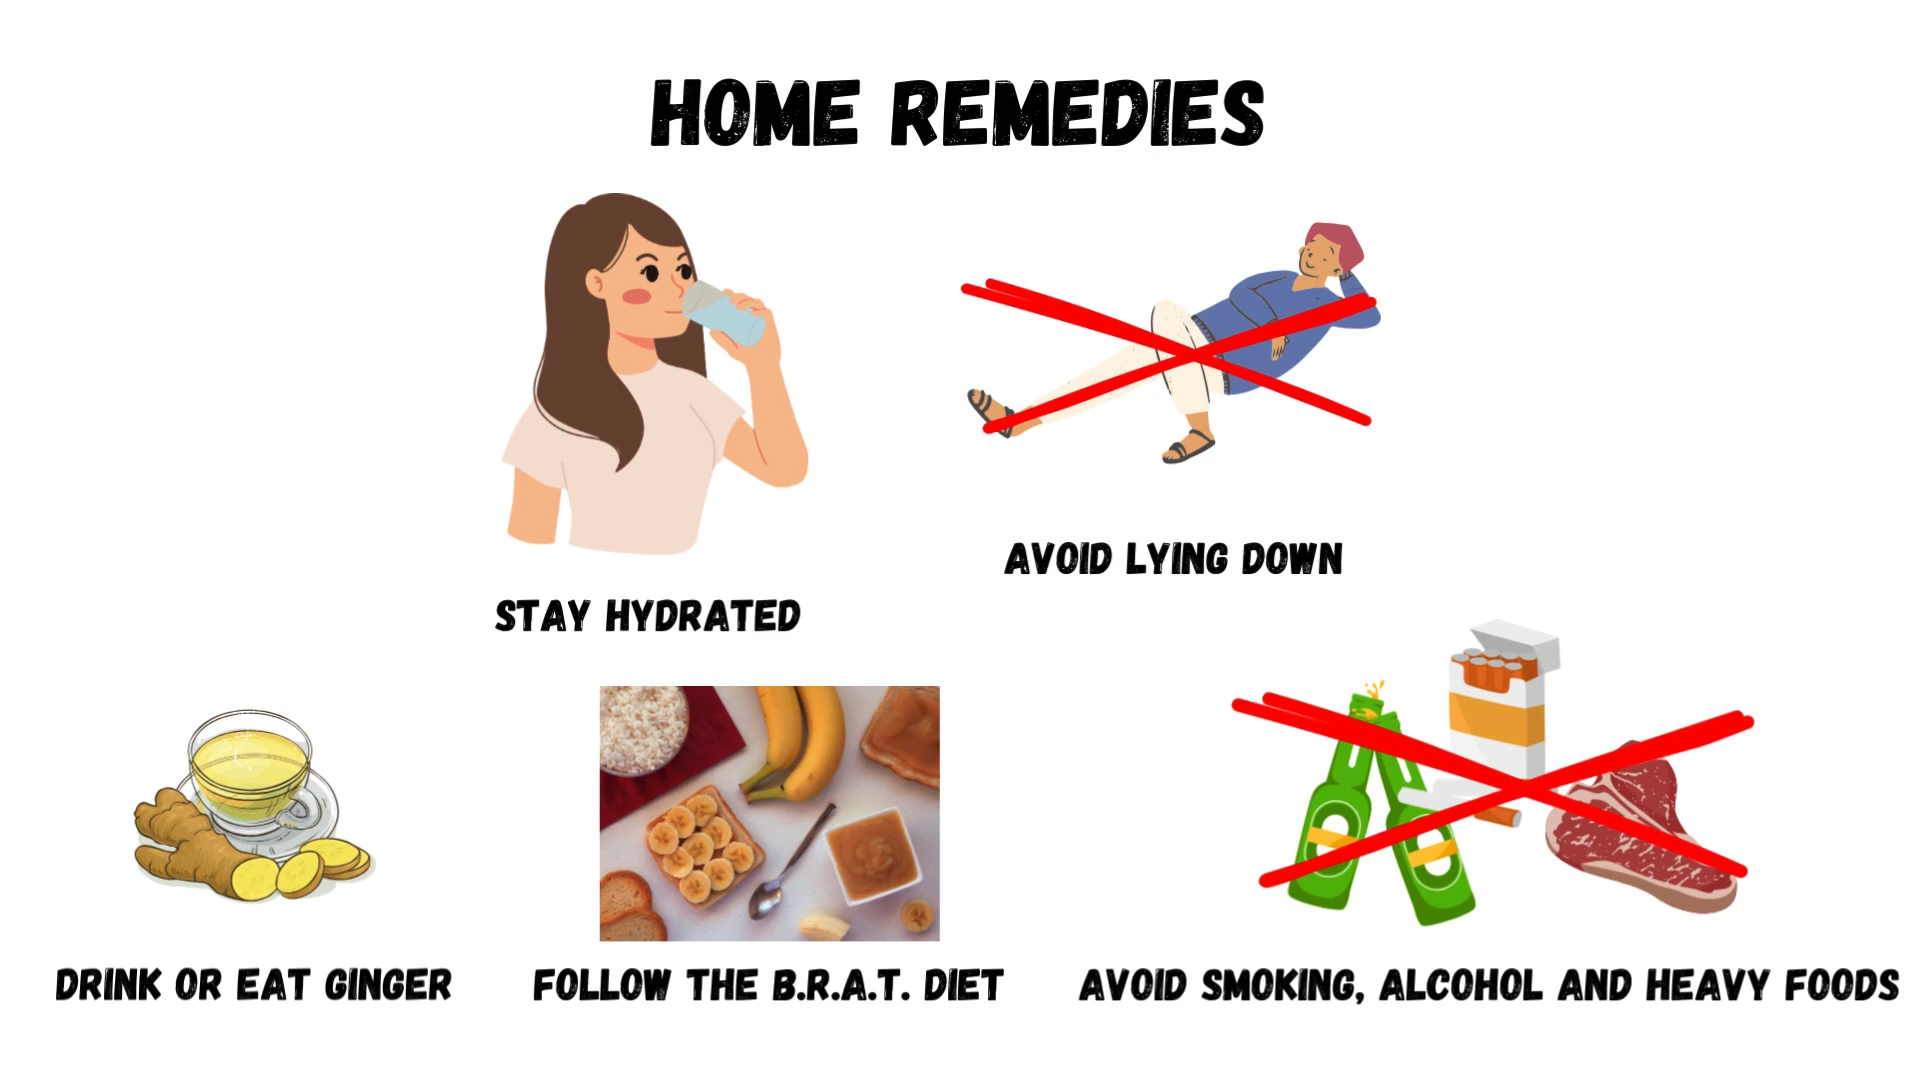 HOME REMEDIES
AVOID LYING DOWN
STAY HYDRATED
DRINK OR EAT GINGER
FOLLOW THE B.R.A.T. DIET
AVOID SMOKING, ALCOHOL AND HEAVY FOODS